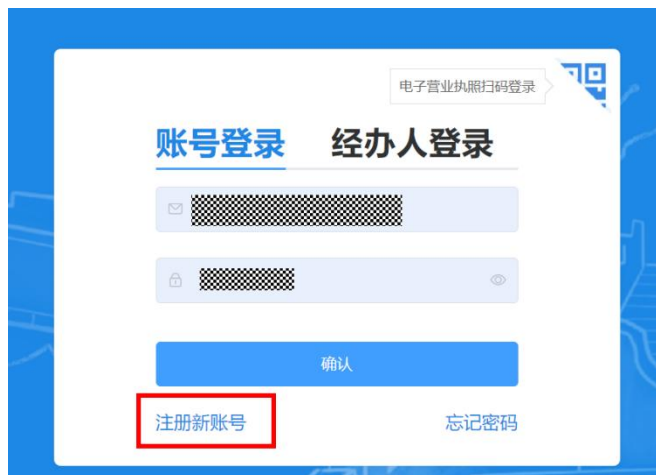 电子营业执照扫码登录
账号登录 经办人登录
确认
注册新账号 忘记密码